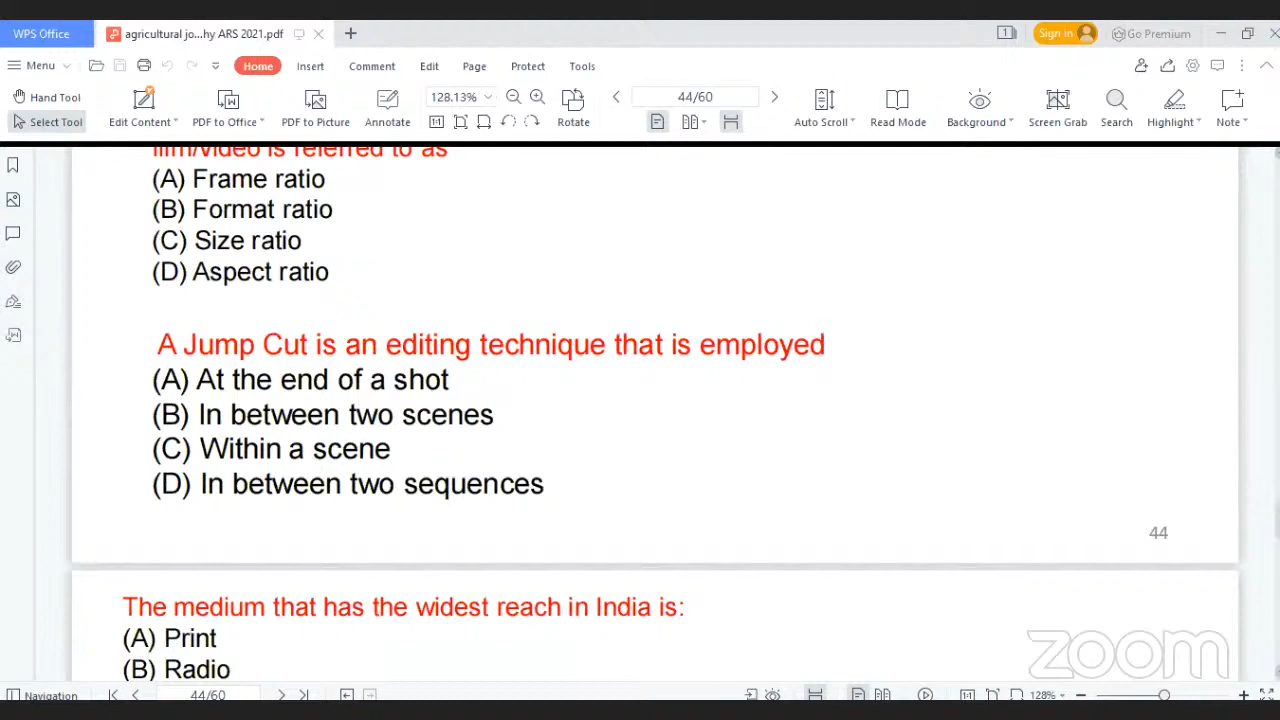 WPS Office
agricultural jo...hy ARS 2021.pdf
Sign in
Go Premium
Menu
Home
Insert
Comment
Edit
Page
Protect
Tools
Hand Tool
Select Tool
Edit Content
PDF to Office
PDF to Picture
Annotate
128.13%
Rotate
44/60
Auto Scroll
Read Mode
Background
Screen Grab
Search
Highlight
Note
film/video is referred to as
(A) Frame ratio
(B) Format ratio
(C) Size ratio
(D) Aspect ratio
A Jump Cut is an editing technique that is employed
(A) At the end of a shot
(B) In between two scenes
(C) Within a scene
(D) In between two sequences
44
The medium that has the widest reach in India is:
(A) Print
(B) Radio
zoom
Navigation
44/60
128%